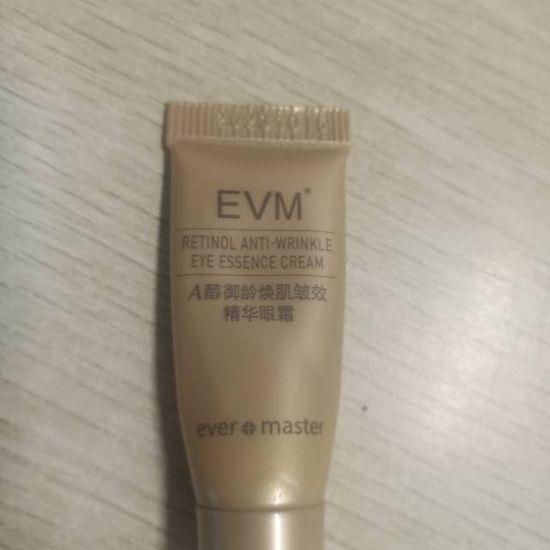 EVM®
RETINOL ANTI-WRINKLE
EYE ESSENCE CREAM
A醇御龄焕肌皱效
精华眼霜
ever master